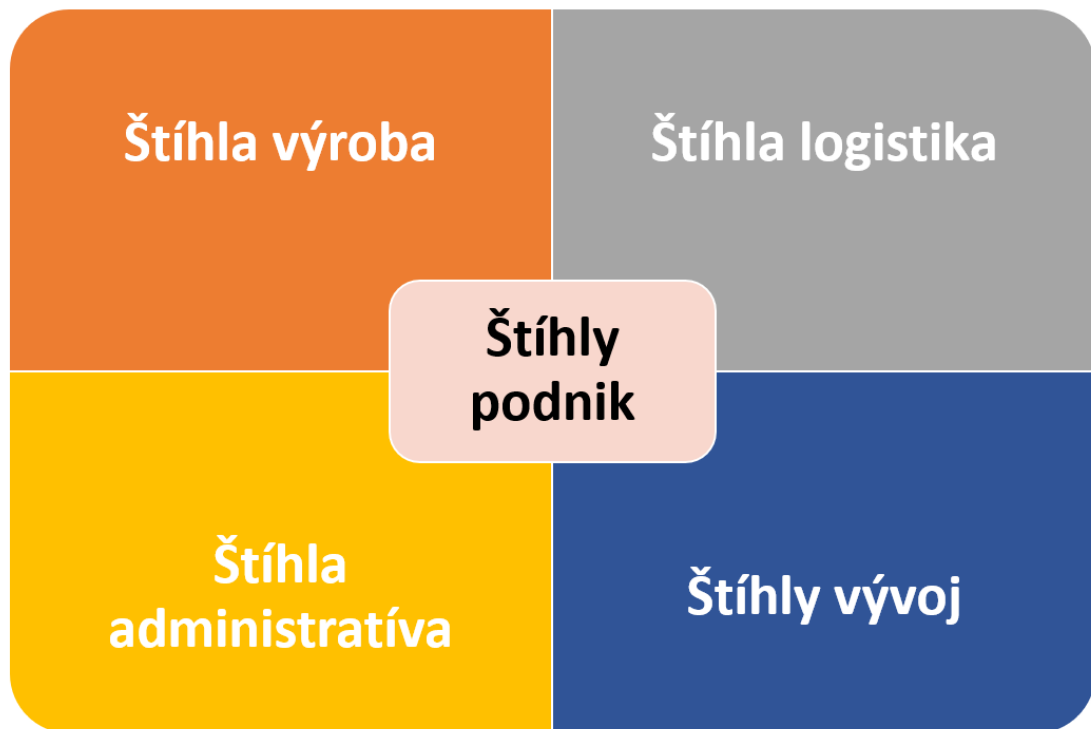 Štíhla výroba
Štíhla logistika
Štíhly
podnik
Štíhla
administratíva
Štíhly vývoj